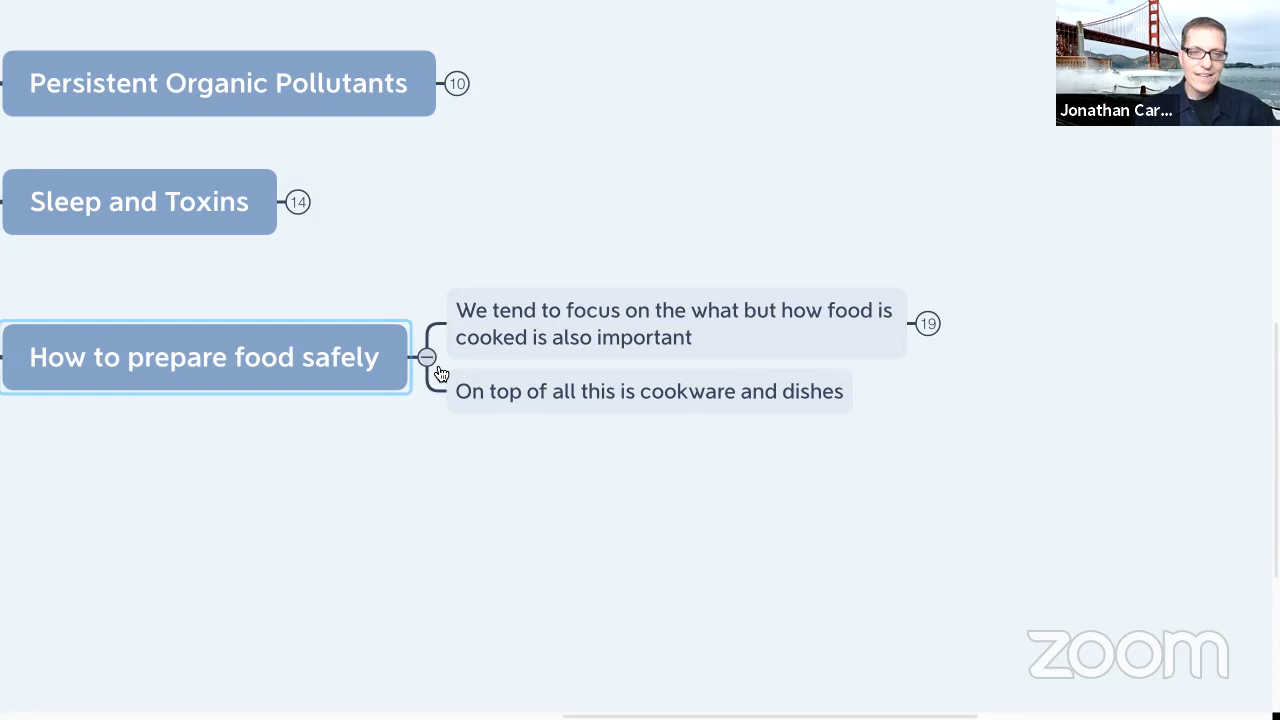 Persistent Organic Pollutants
10
Jonathan Car...
Sleep and Toxins
14
How to prepare food safely
We tend to focus on the what but how food is
cooked is also important
19
On top of all this is cookware and dishes
zoom